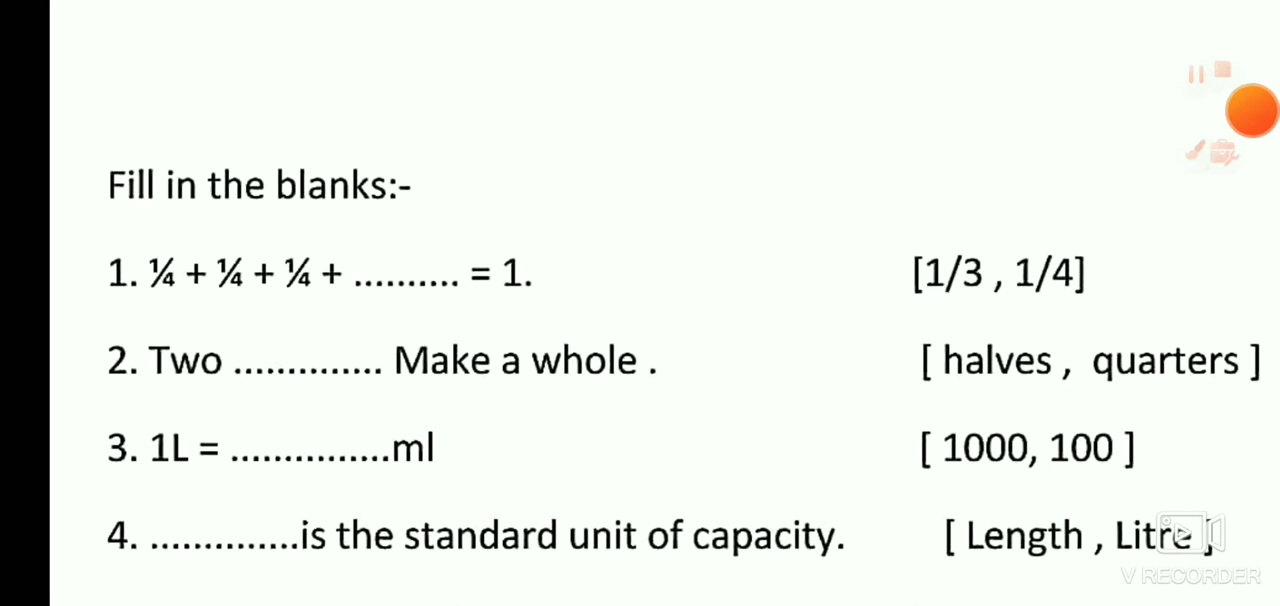 Fill in the blanks:-
1. ¼ + ¼ + ¼ + .......... = 1. [1/3 , 1/4]
2. Two .............. Make a whole . [ halves , quarters ]
3. 1L = ...............ml [ 1000, 100 ]
4. ..............is the standard unit of capacity. [ Length , Litre ]
V RECORDER